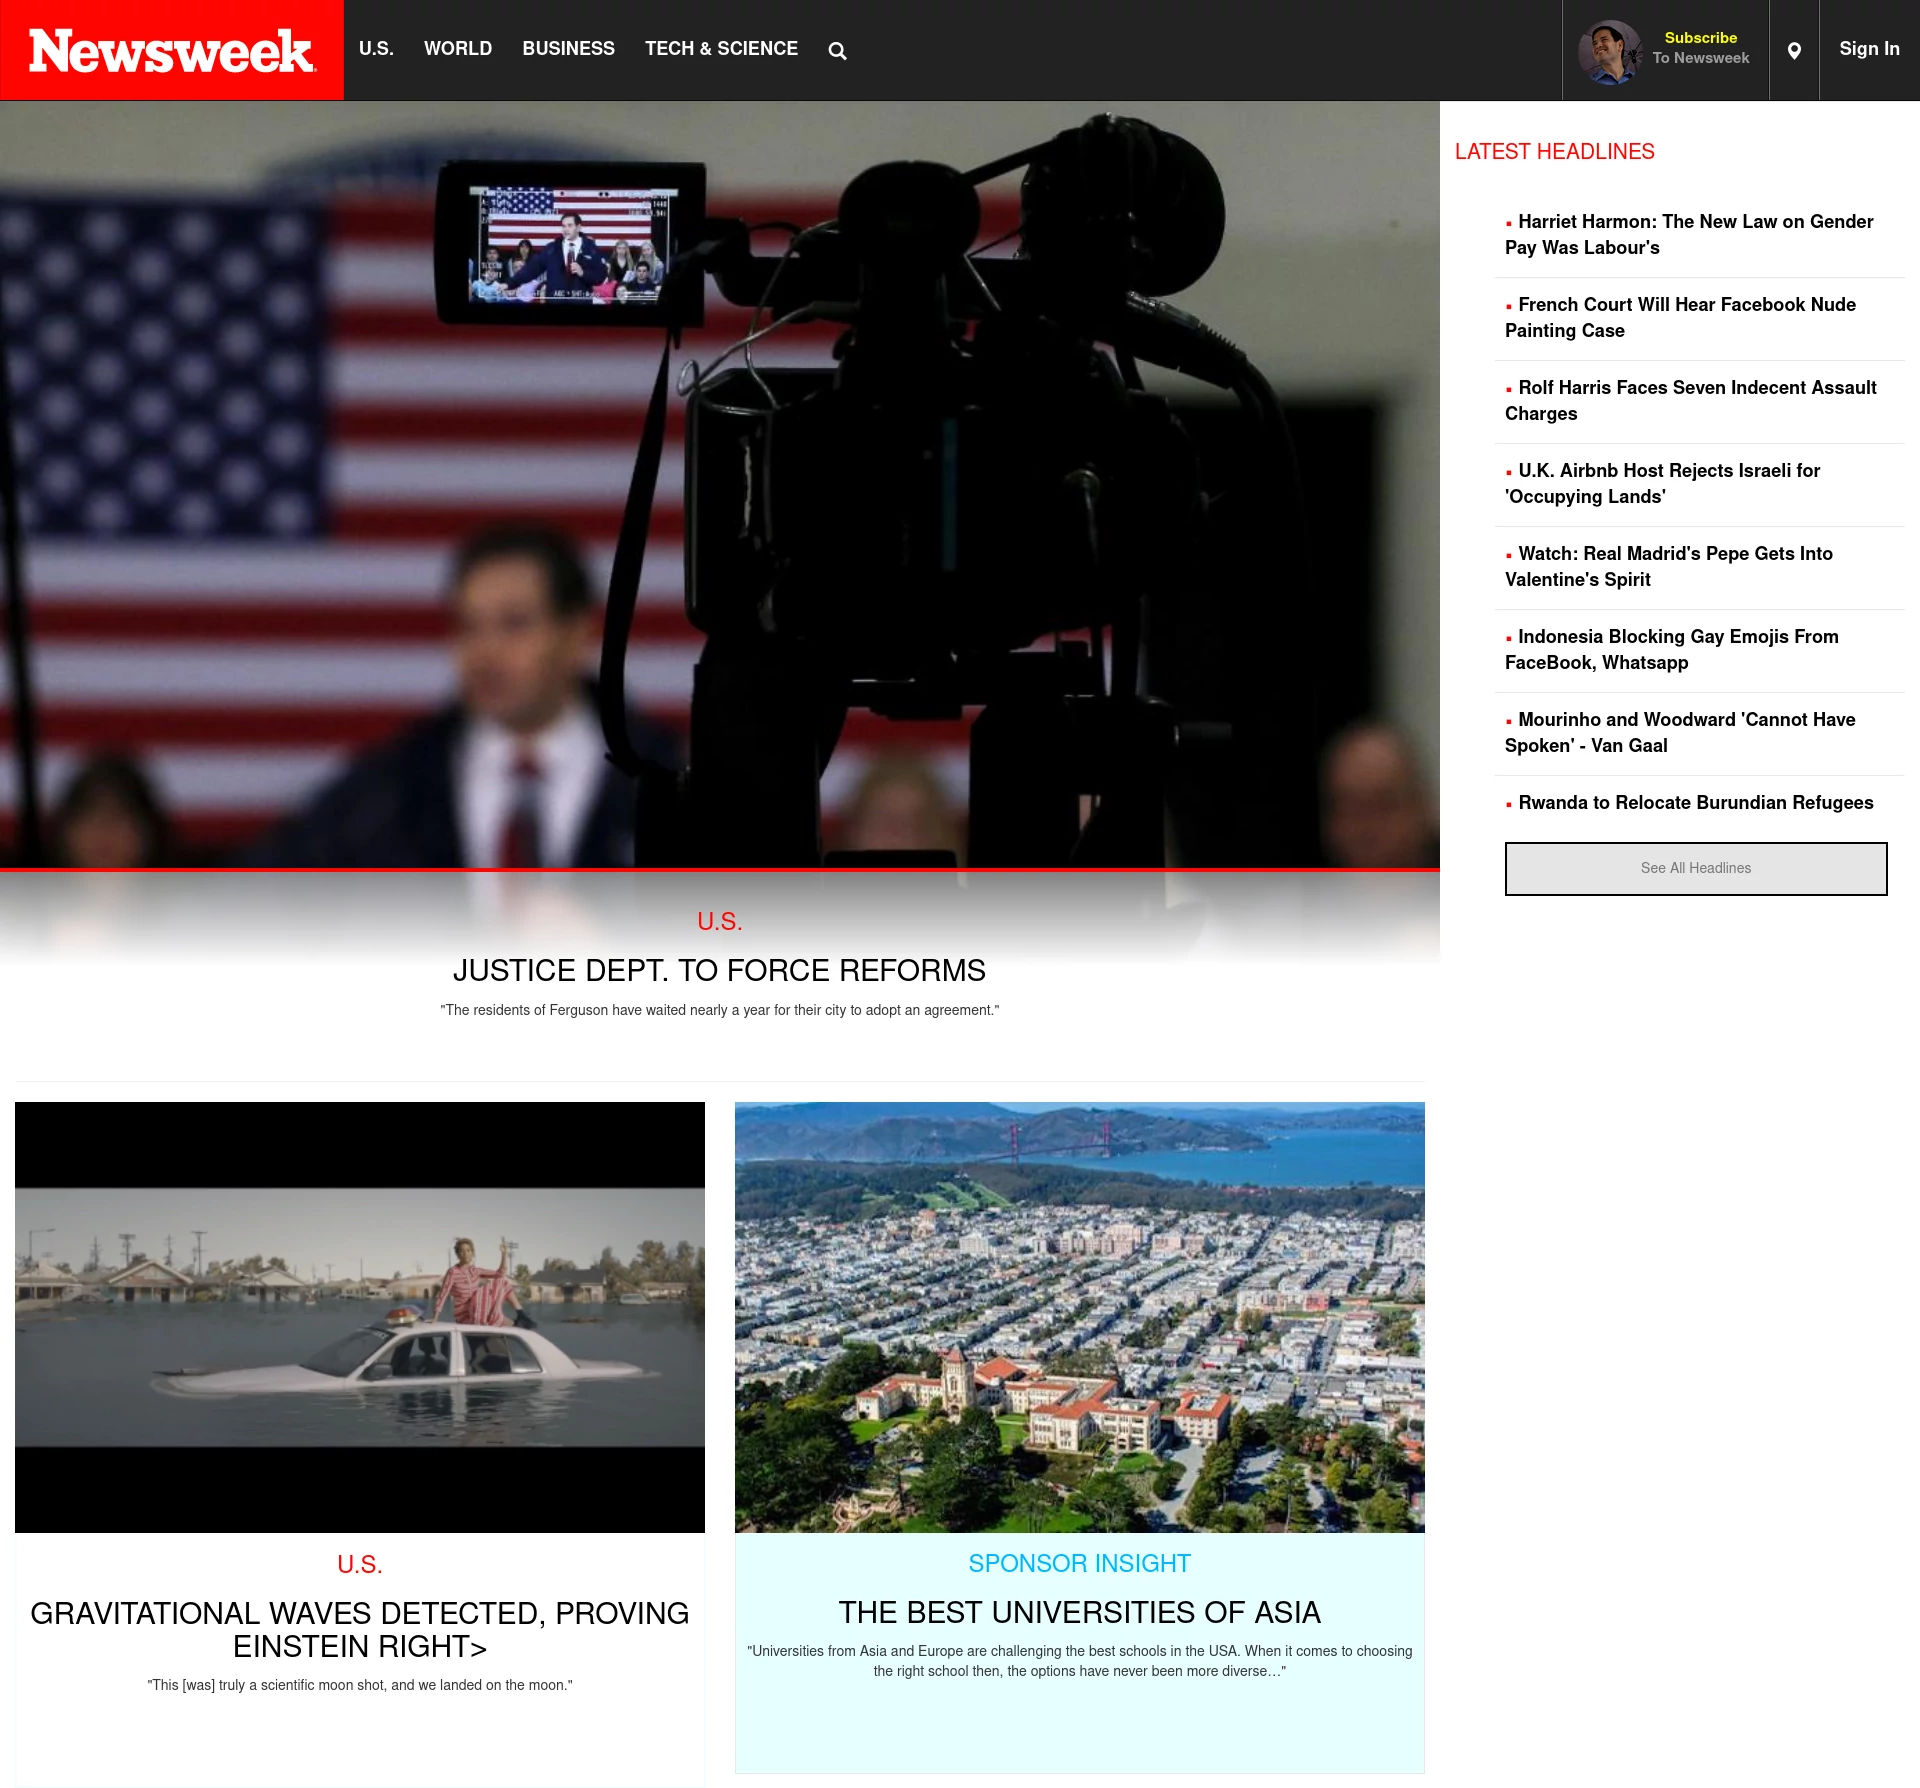 Newsweek
U.S. WORLD BUSINESS TECH & SCIENCE
Subscribe
To Newsweek
Sign In
LATEST HEADLINES
▪ Harriet Harmon: The New Law on Gender
Pay Was Labour's
▪ French Court Will Hear Facebook Nude
Painting Case
▪ Rolf Harris Faces Seven Indecent Assault
Charges
▪ U.K. Airbnb Host Rejects Israeli for
'Occupying Lands'
▪ Watch: Real Madrid's Pepe Gets Into
Valentine's Spirit
▪ Indonesia Blocking Gay Emojis From
FaceBook, Whatsapp
▪ Mourinho and Woodward 'Cannot Have
Spoken' - Van Gaal
▪ Rwanda to Relocate Burundian Refugees
See All Headlines
U.S.
JUSTICE DEPT. TO FORCE REFORMS
"The residents of Ferguson have waited nearly a year for their city to adopt an agreement."
U.S.
GRAVITATIONAL WAVES DETECTED, PROVING
EINSTEIN RIGHT>
"This [was] truly a scientific moon shot, and we landed on the moon."
SPONSOR INSIGHT
THE BEST UNIVERSITIES OF ASIA
"Universities from Asia and Europe are challenging the best schools in the USA. When it comes to choosing
the right school then, the options have never been more diverse…"